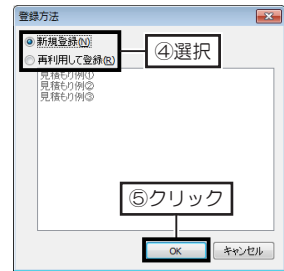 登録方法
新規登録(N)
再利用して登録(R)
④選択
見積もり例①
見積もり例②
見積もり例③
⑤クリック
OK
キャンセル